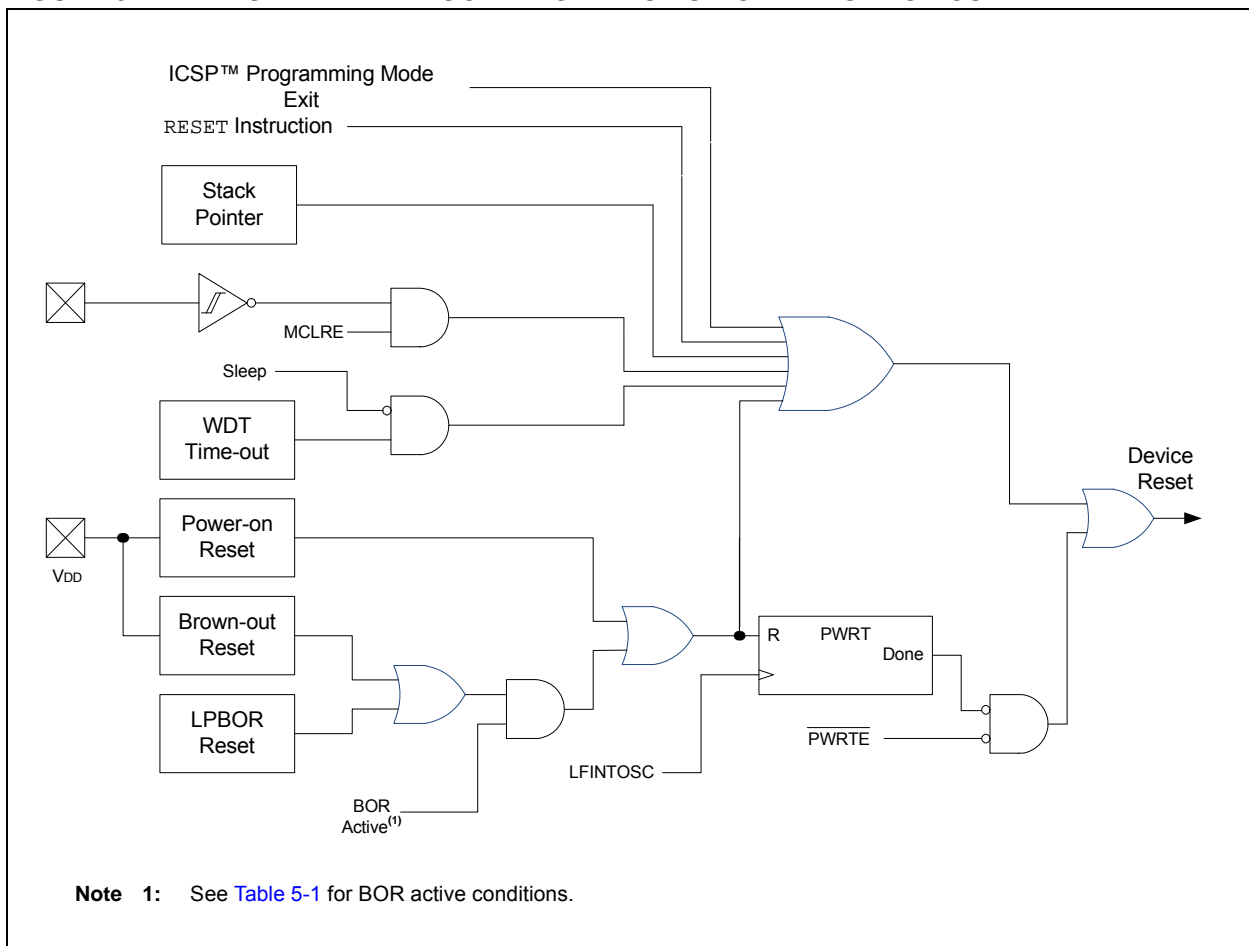 ICSP™ Programming Mode
Exit
RESET Instruction
Stack
Pointer
MCLRE
Sleep
WDT
Time-out
Device
Reset
Power-on
Reset
VDD
Brown-out
Reset
R PWRT
Done
LPBOR
Reset
PWRTE
LFINTOSC
BOR
Active(1)
Note 1: See Table 5-1 for BOR active conditions.